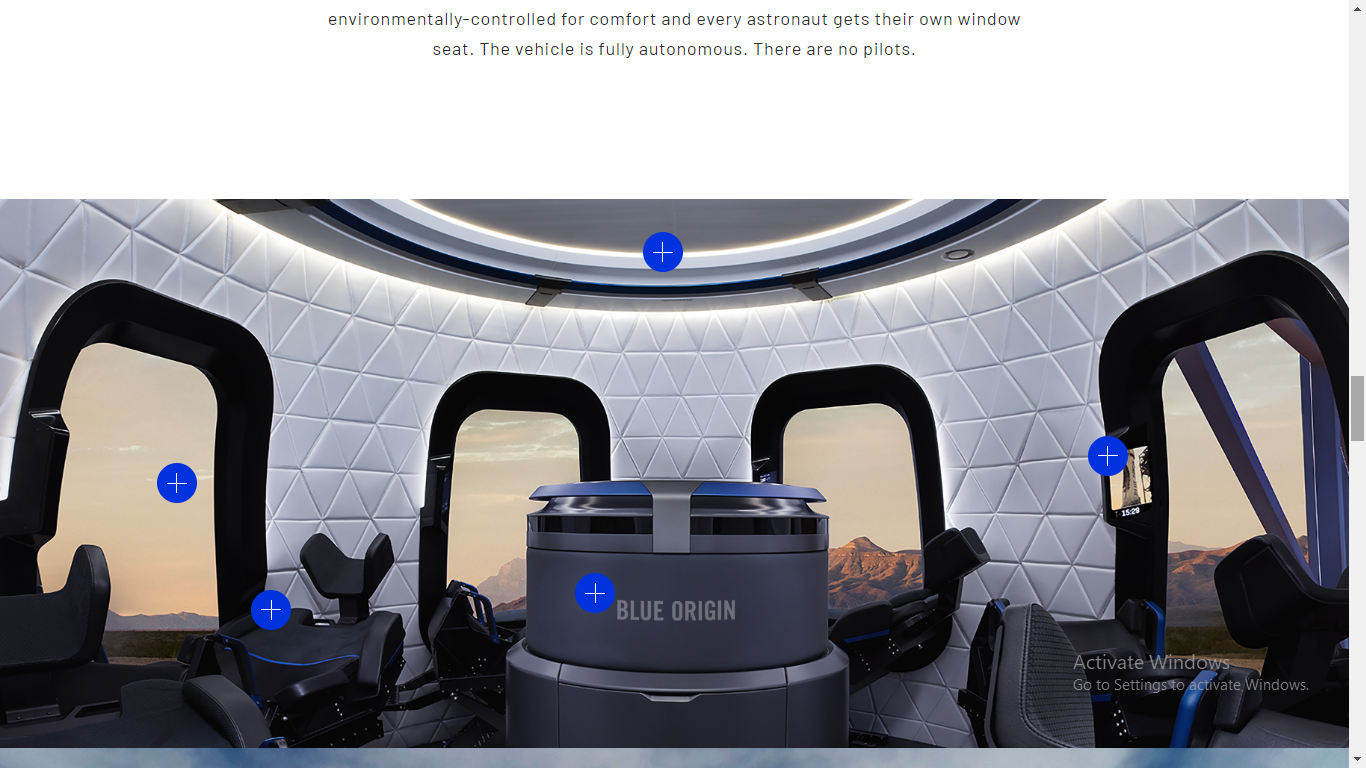 environmentally-controlled for comfort and every astronaut gets their own window
seat. The vehicle is fully autonomous. There are no pilots.
15:29
BLUE ORIGIN
Activate Windows
Go to Settings to activate Windows.